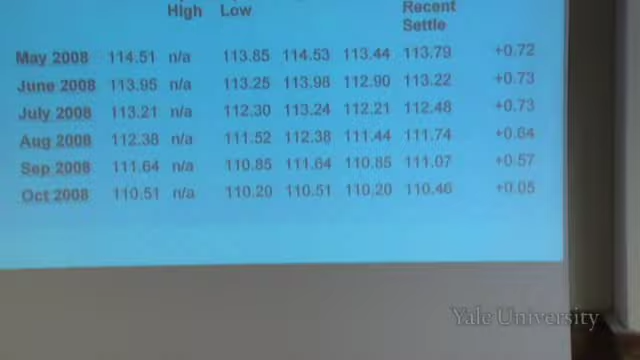 High Low Recent
Settle
May 2008 114.51 n/a 113.85 114.53 113.44 113.79 +0.72
June 2008 113.95 n/a 113.25 113.98 112.90 113.22 +0.73
July 2008 113.21 n/a 112.30 113.24 112.21 112.48 +0.73
Aug 2008 112.38 n/a 111.52 112.38 111.44 111.74 +0.64
Sep 2008 111.64 n/a 110.85 111.64 110.85 111.07 +0.57
Oct 2008 110.51 n/a 110.20 110.51 110.20 110.46 +0.05
Yale University